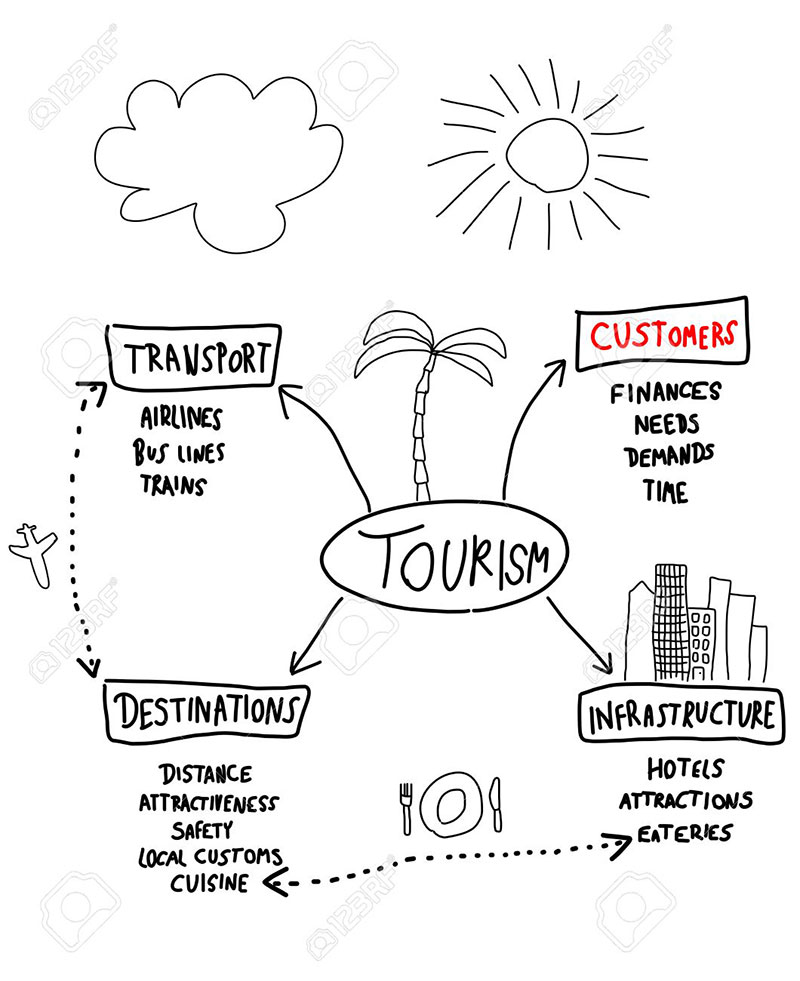 TRANSPORT
AIRLINES
BUS LINES
TRAINS
CUSTOMERS
FINANCES
NEEDS
DEMANDS
TIME
TOURISM
DESTINATIONS
DISTANCE
ATTRACTIVENESS
SAFETY
LOCAL CUSTOMS
CUISINE
INFRASTRUCTURE
HOTELS
ATTRACTIONS
EATERIES
123RF